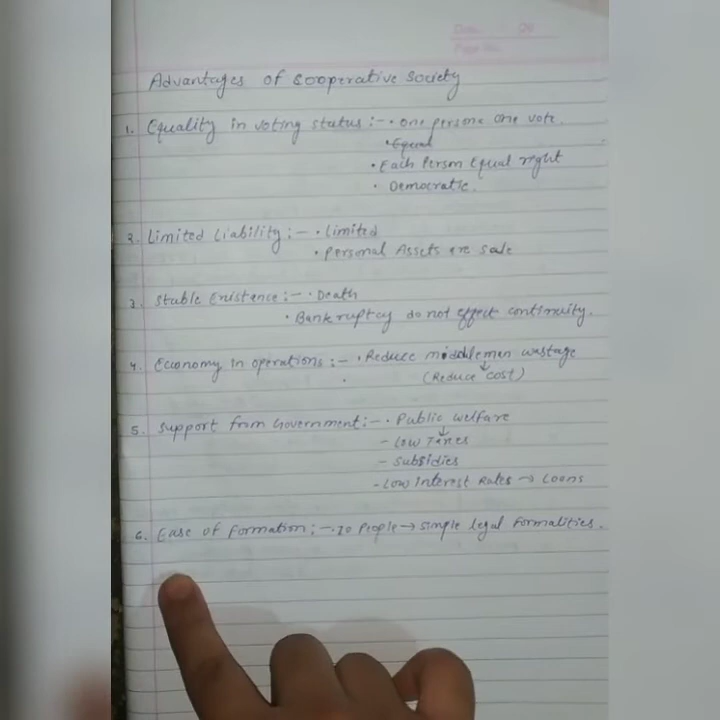 Advantages of Cooperative Society
1. Equality in voting status :- • one persone one vote.
• Equal
• Each Person Equal right
• Democratic.
2. Limited Liability :- • Limited
• Personal Assets are safe
3. Stable Existence :- • Death
• Bankruptcy do not effect continuity.
4. Economy in operations :- • Reduce middleman wastage
↓
(Reduce cost)
5. Support from Government :- • Public welfare
↓
- Low Taxes
- Subsidies
- Low Interest Rates → Loans
6. Ease of formation :- • 10 People → simple legal formalities.